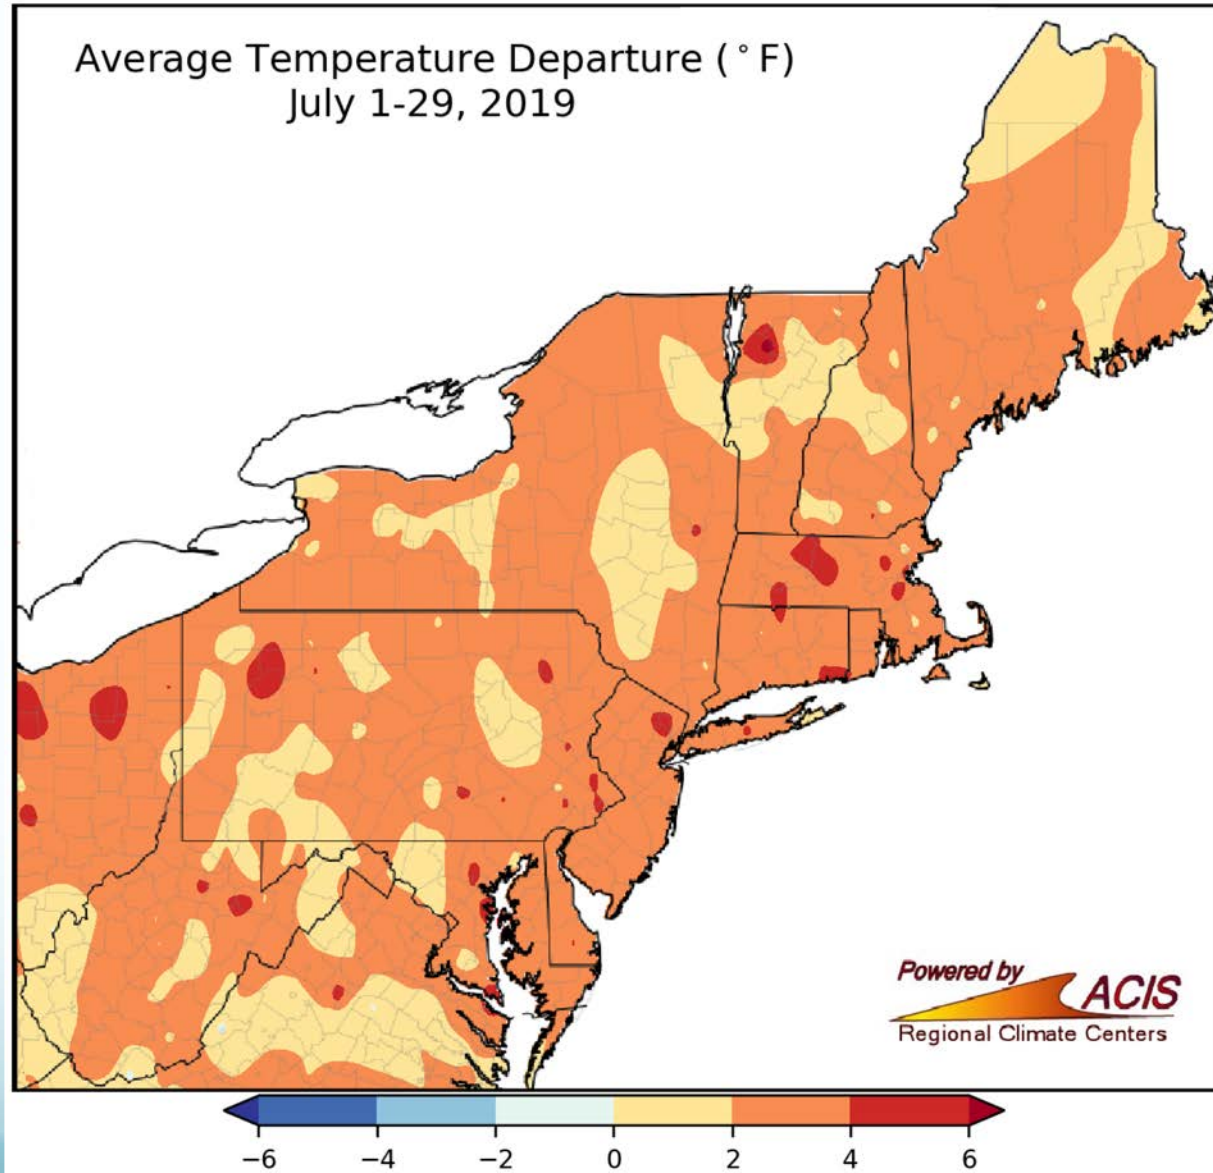 Average Temperature Departure (°F)
July 1-29, 2019
Powered by
ACIS
Regional Climate Centers
−6 −4 −2 0 2 4 6